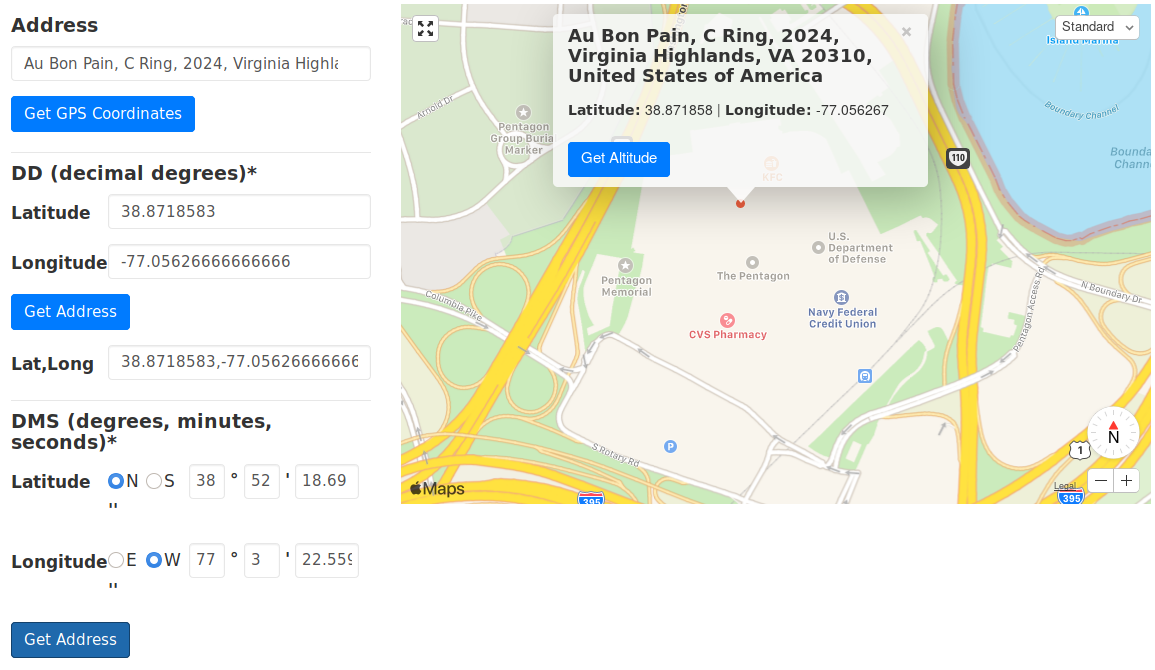 Address
Au Bon Pain, C Ring, 2024, Virginia Highla
Get GPS Coordinates
DD (decimal degrees)*
Latitude 38.8718583
Longitude -77.05626666666666
Get Address
Lat,Long 38.8718583,-77.05626666666
DMS (degrees, minutes,
seconds)*
Latitude N S 38 ° 52 ' 18.69
''
Longitude E W 77 ° 3 ' 22.559
''
Get Address
Au Bon Pain, C Ring, 2024,
Virginia Highlands, VA 20310,
United States of America
×
Latitude: 38.871858 | Longitude: -77.056267
Get Altitude
Standard
Island Marina
Boundary Channel
Bounda
Chann
110
Arnold Dr
Pentagon
Group Burial
Marker
KFC
U.S.
Department
of Defense
The Pentagon
Pentagon
Memorial
Navy Federal
Credit Union
CVS Pharmacy
Columbia Pike
N Boundary Dr
Pentagon Access Rd
S Rotary Rd
P
N
1
Maps
395
Legal
395
− +